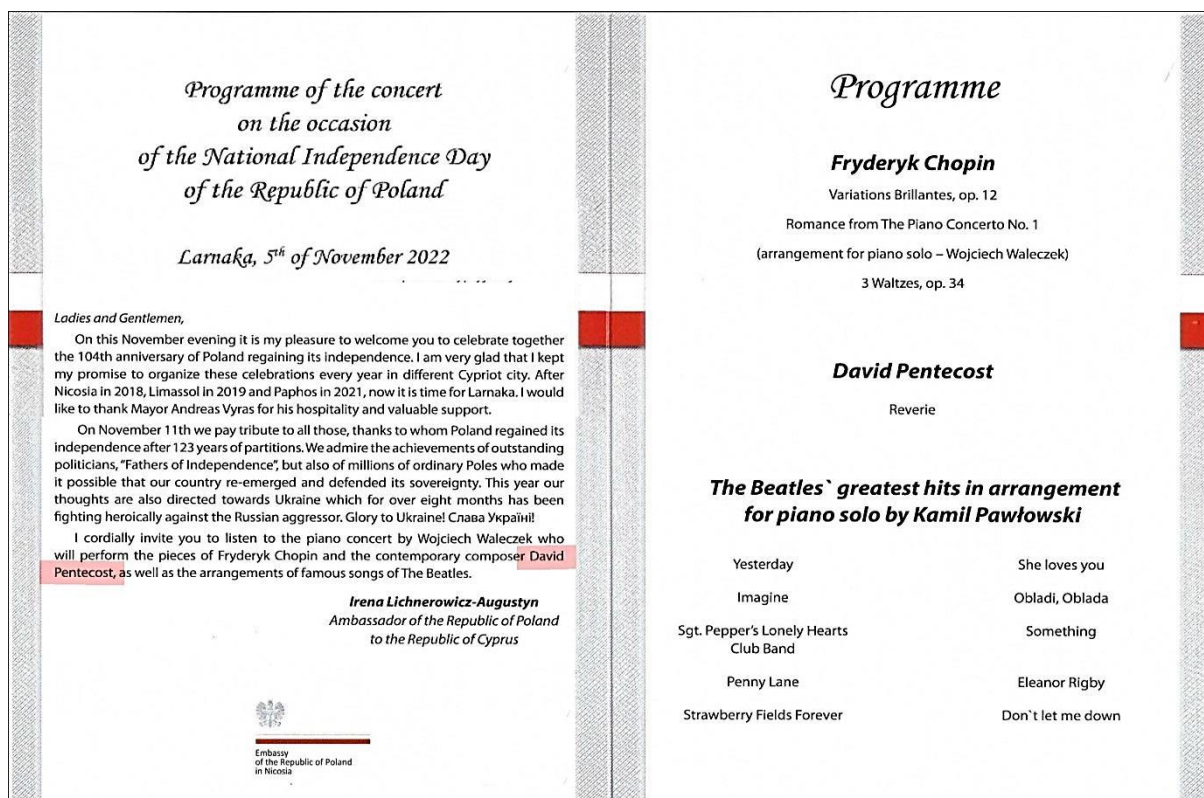 Programme of the concert
on the occasion
of the National Independence Day
of the Republic of Poland
Larnaka, 5th of November 2022
Ladies and Gentlemen,
On this November evening it is my pleasure to welcome you to celebrate together
the 104th anniversary of Poland regaining its independence. I am very glad that I kept
my promise to organize these celebrations every year in different Cypriot city. After
Nicosia in 2018, Limassol in 2019 and Paphos in 2021, now it is time for Larnaka. I would
like to thank Mayor Andreas Vyras for his hospitality and valuable support.
On November 11th we pay tribute to all those, thanks to whom Poland regained its
independence after 123 years of partitions. We admire the achievements of outstanding
politicians, "Fathers of Independence", but also of millions of ordinary Poles who made
it possible that our country re-emerged and defended its sovereignty. This year our
thoughts are also directed towards Ukraine which for over eight months has been
fighting heroically against the Russian aggressor. Glory to Ukraine! Слава Україні!
I cordially invite you to listen to the piano concert by Wojciech Waleczek who
will perform the pieces of Fryderyk Chopin and the contemporary composer David
Pentecost, as well as the arrangements of famous songs of The Beatles.
Irena Lichnerowicz-Augustyn
Ambassador of the Republic of Poland
to the Republic of Cyprus
Embassy
of the Republic of Poland
in Nicosia
Programme
Fryderyk Chopin
Variations Brillantes, op. 12
Romance from The Piano Concerto No. 1
(arrangement for piano solo – Wojciech Waleczek)
3 Waltzes, op. 34
David Pentecost
Reverie
The Beatles` greatest hits in arrangement
for piano solo by Kamil Pawłowski
Yesterday
Imagine
Sgt. Pepper's Lonely Hearts
Club Band
Penny Lane
Strawberry Fields Forever
She loves you
Obladi, Oblada
Something
Eleanor Rigby
Don`t let me down